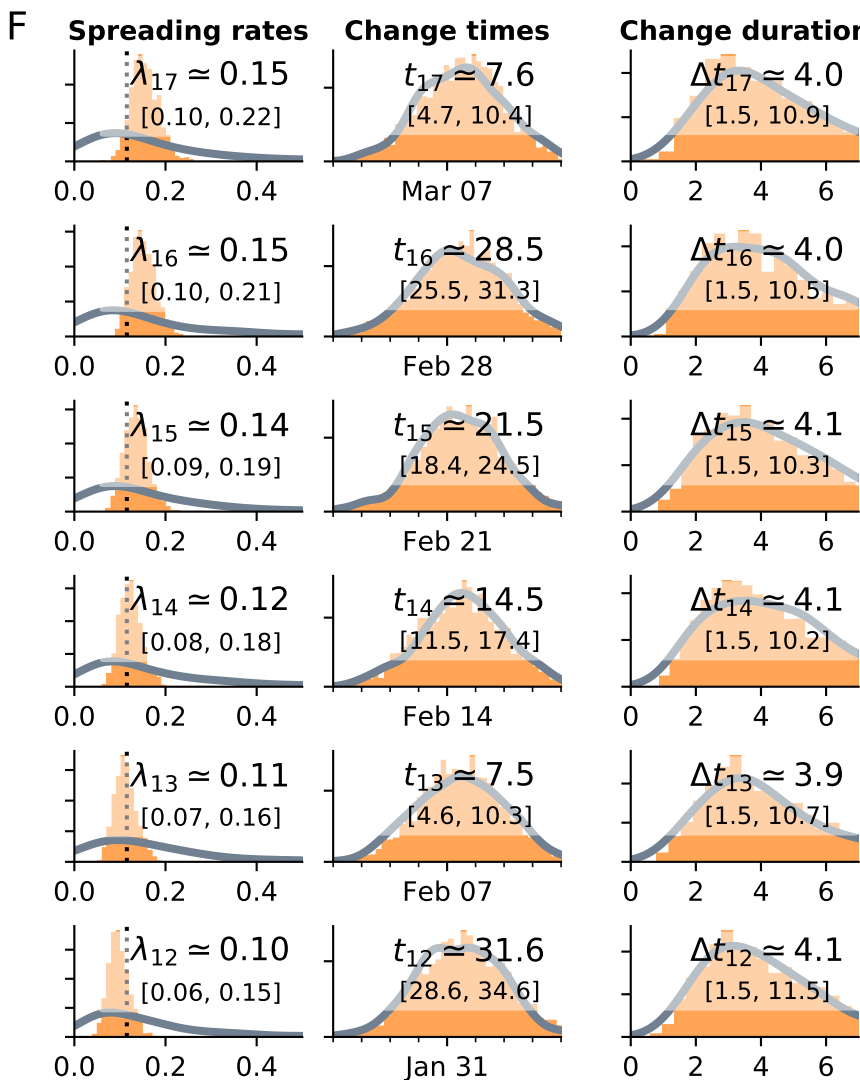 F
Spreading rates Change times Change duration
λ17 ≃ 0.15 t17 ≃ 7.6 Δt17 ≃ 4.0
[0.10, 0.22] [4.7, 10.4] [1.5, 10.9]
0.0 0.2 0.4 Mar 07 0 2 4 6
λ16 ≃ 0.15 t16 ≃ 28.5 Δt16 ≃ 4.0
[0.10, 0.21] [25.5, 31.3] [1.5, 10.5]
0.0 0.2 0.4 Feb 28 0 2 4 6
λ15 ≃ 0.14 t15 ≃ 21.5 Δt15 ≃ 4.1
[0.09, 0.19] [18.4, 24.5] [1.5, 10.3]
0.0 0.2 0.4 Feb 21 0 2 4 6
λ14 ≃ 0.12 t14 ≃ 14.5 Δt14 ≃ 4.1
[0.08, 0.18] [11.5, 17.4] [1.5, 10.2]
0.0 0.2 0.4 Feb 14 0 2 4 6
λ13 ≃ 0.11 t13 ≃ 7.5 Δt13 ≃ 3.9
[0.07, 0.16] [4.6, 10.3] [1.5, 10.7]
0.0 0.2 0.4 Feb 07 0 2 4 6
λ12 ≃ 0.10 t12 ≃ 31.6 Δt12 ≃ 4.1
[0.06, 0.15] [28.6, 34.6] [1.5, 11.5]
0.0 0.2 0.4 Jan 31 0 2 4 6